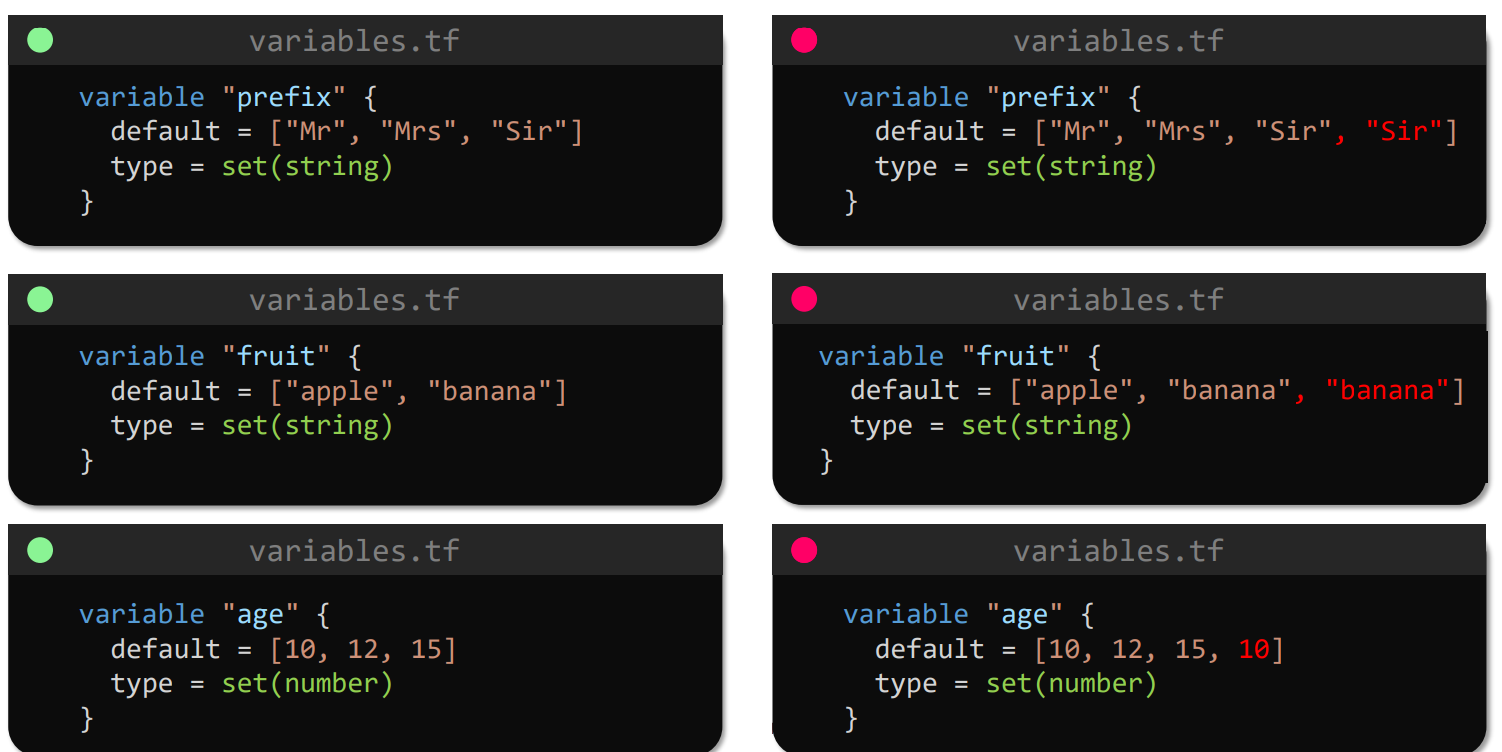 variables.tf
variable "prefix" {
default = ["Mr", "Mrs", "Sir"]
type = set(string)
}
variables.tf
variable "prefix" {
default = ["Mr", "Mrs", "Sir", "Sir"]
type = set(string)
}
variables.tf
variable "fruit" {
default = ["apple", "banana"]
type = set(string)
}
variables.tf
variable "fruit" {
default = ["apple", "banana", "banana"]
type = set(string)
}
variables.tf
variable "age" {
default = [10, 12, 15]
type = set(number)
}
variables.tf
variable "age" {
default = [10, 12, 15, 10]
type = set(number)
}